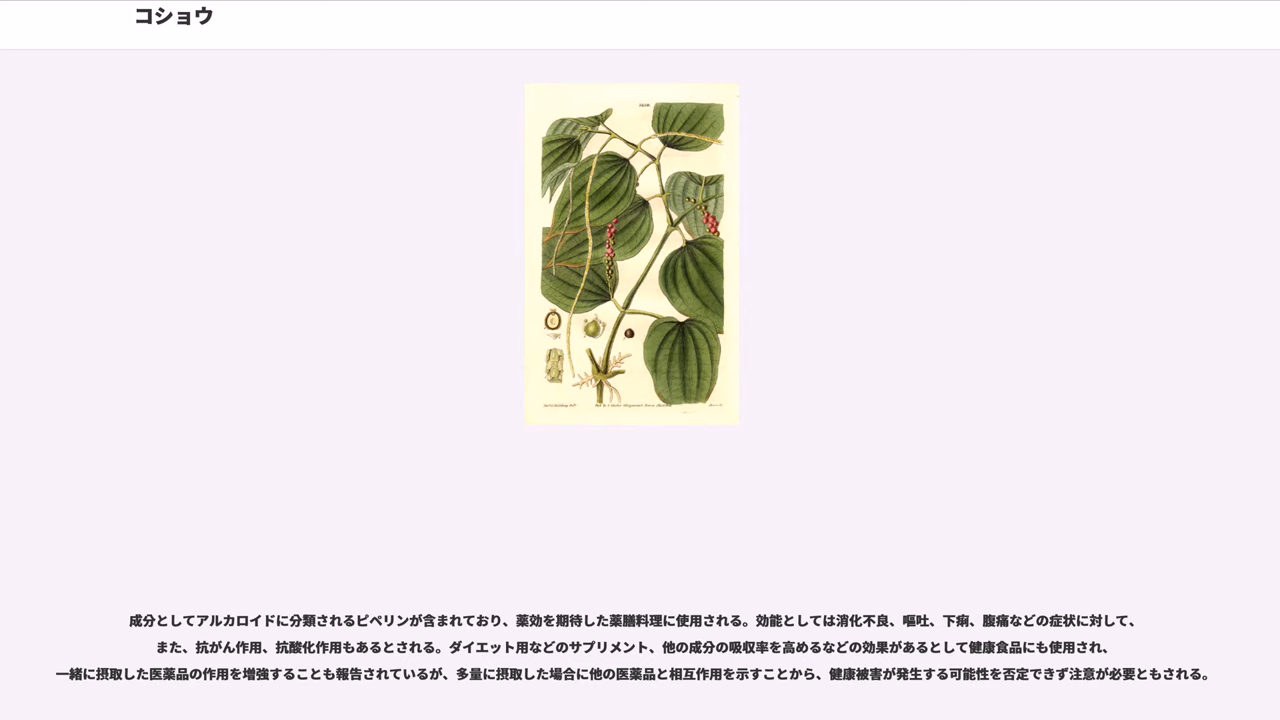 コショウ
成分としてアルカロイドに分類されるピペリンが含まれており、薬効を期待した薬膳料理に使用される。効能としては消化不良、嘔吐、下痢、腹痛などの症状に対して、
また、抗がん作用、抗酸化作用もあるとされる。ダイエット用などのサプリメント、他の成分の吸収率を高めるなどの効果があるとして健康食品にも使用され、
一緒に摂取した医薬品の作用を増強することも報告されているが、多量に摂取した場合に他の医薬品と相互作用を示すことから、健康被害が発生する可能性を否定できず注意が必要ともされる。